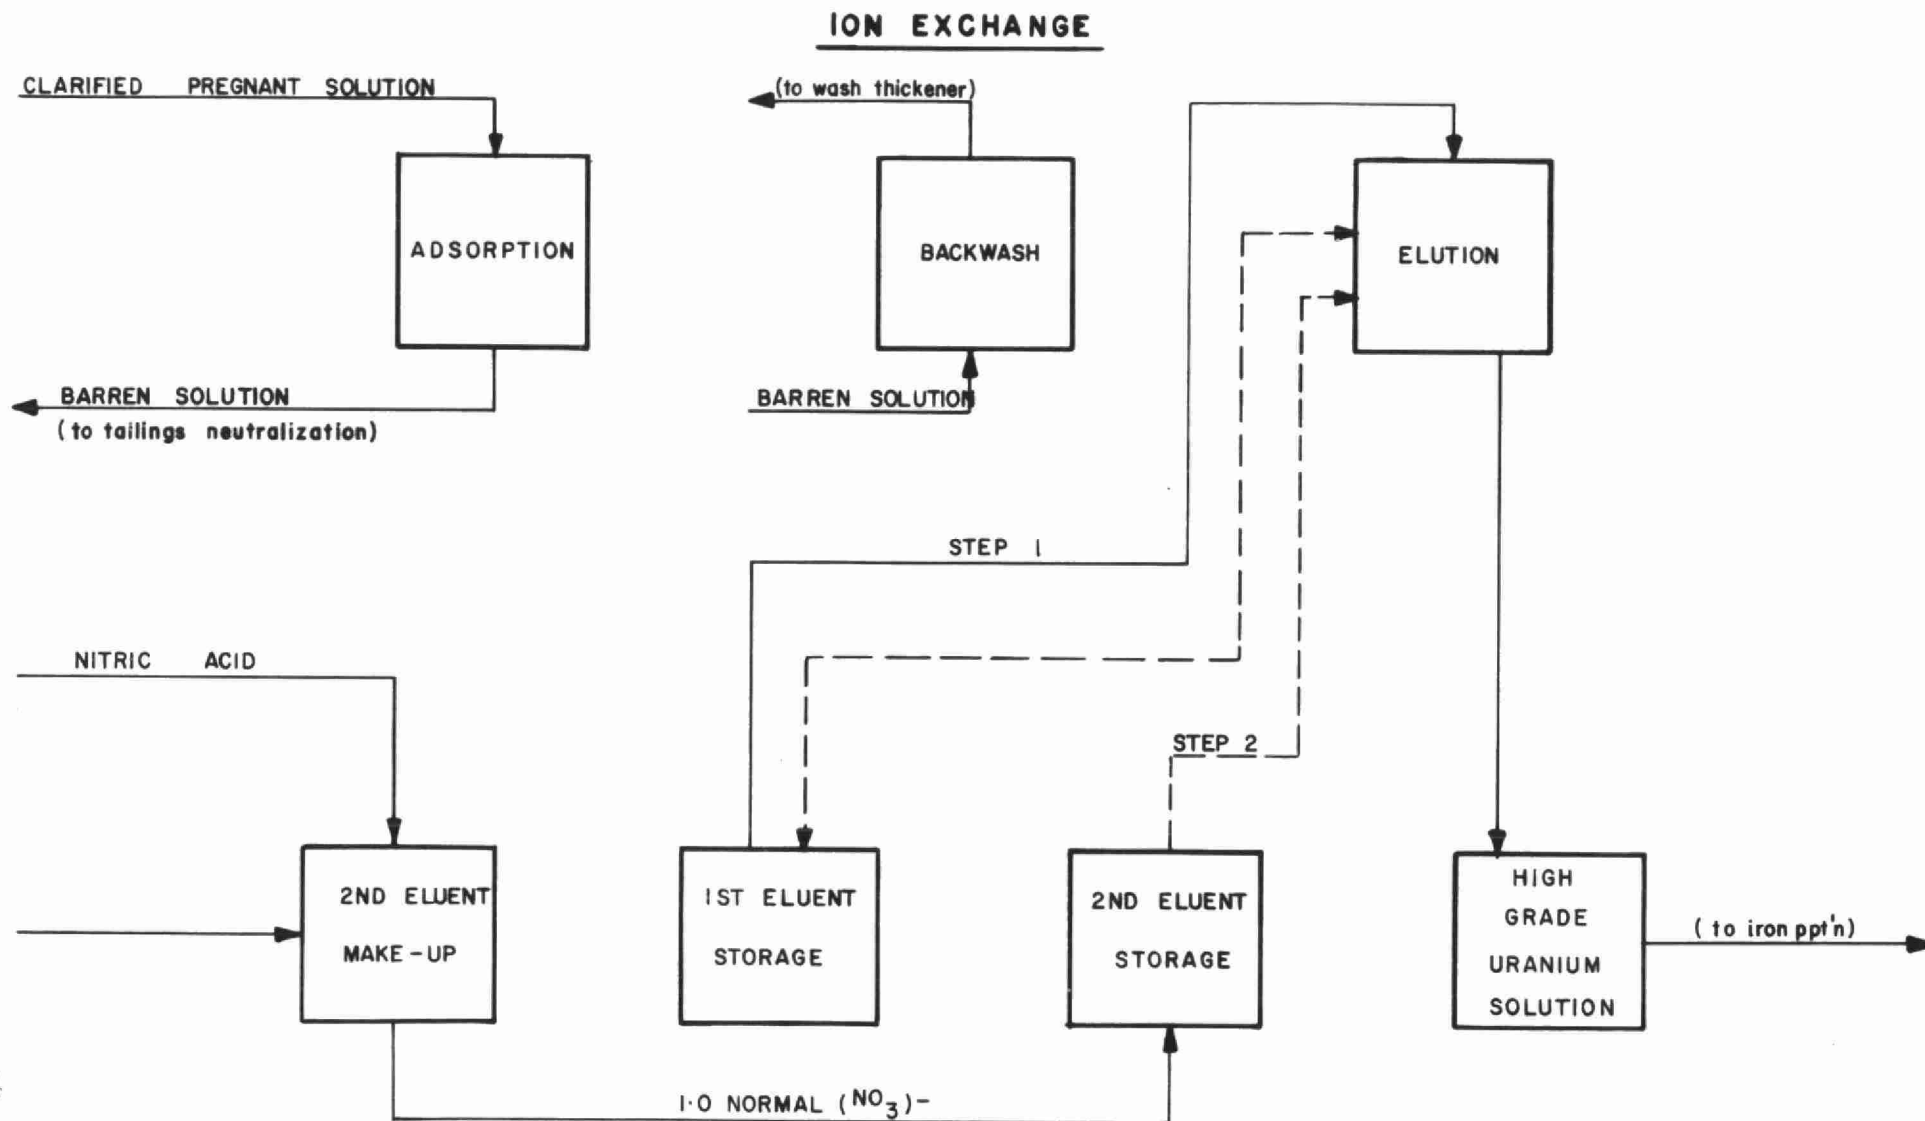 ION EXCHANGE
CLARIFIED PREGNANT SOLUTION
(to wash thickener)
ADSORPTION
BACKWASH
ELUTION
BARREN SOLUTION
(to tailings neutralization)
BARREN SOLUTION
STEP 1
NITRIC ACID
STEP 2
2ND ELUENT
MAKE-UP
1ST ELUENT
STORAGE
2ND ELUENT
STORAGE
HIGH
GRADE
URANIUM
SOLUTION
(to iron ppt'n)
1·0 NORMAL (NO3)-